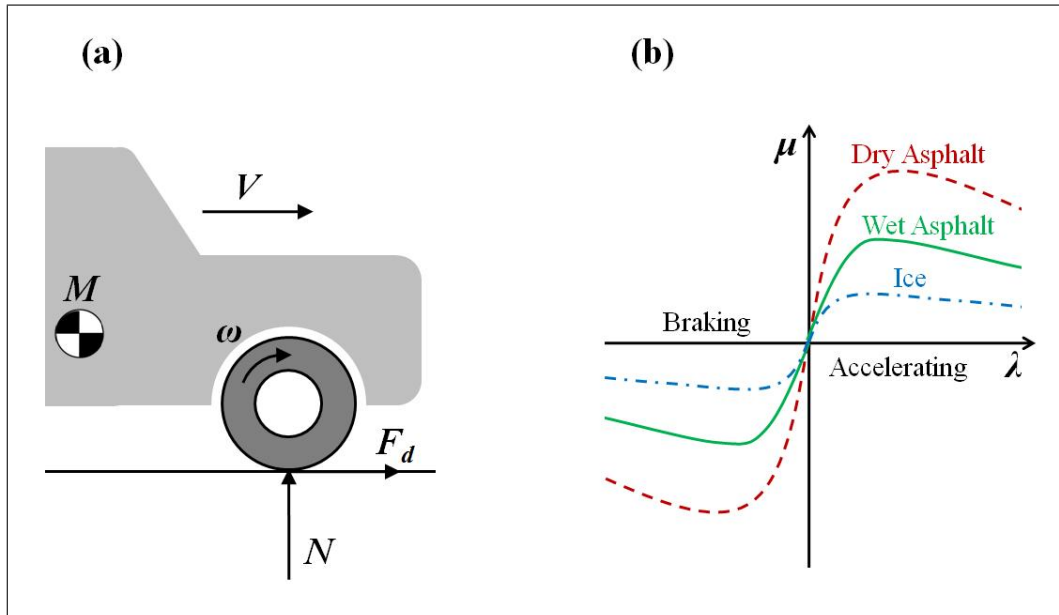 (a)
(b)
V
M
ω
F_d
N
μ
Dry Asphalt
Wet Asphalt
Ice
Braking
Accelerating
λ